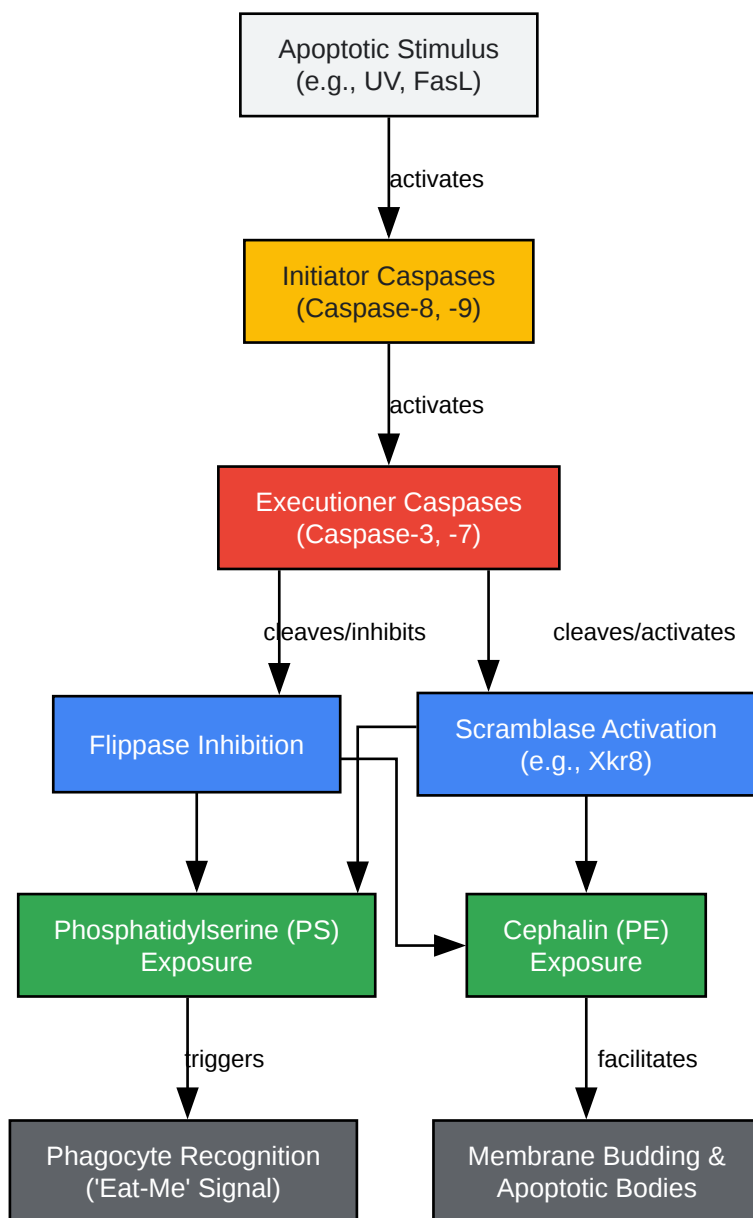 Apoptotic Stimulus
(e.g., UV, FasL)
activates
Initiator Caspases
(Caspase-8, -9)
activates
Executioner Caspases
(Caspase-3, -7)
cleaves/inhibits
cleaves/activates
Flippase Inhibition
Scramblase Activation
(e.g., Xkr8)
Phosphatidylserine (PS)
Exposure
Cephalin (PE)
Exposure
triggers
facilitates
Phagocyte Recognition
('Eat-Me' Signal)
Membrane Budding &
Apoptotic Bodies